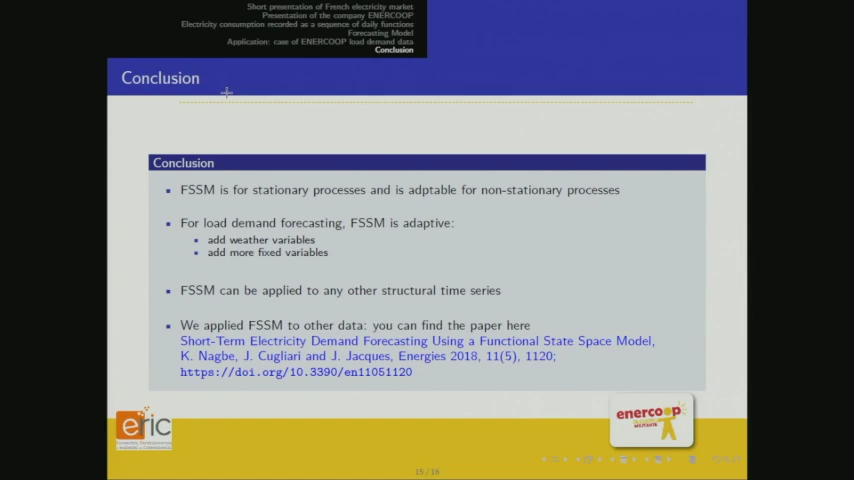 Short presentation of French electricity market
Presentation of the company ENERCOOP
Electricity consumption recorded as a sequence of daily functions
Forecasting Model
Application: case of ENERCOOP load demand data
Conclusion
Conclusion
Conclusion
FSSM is for stationary processes and is adptable for non-stationary processes
For load demand forecasting, FSSM is adaptive:
add weather variables
add more fixed variables
FSSM can be applied to any other structural time series
We applied FSSM to other data: you can find the paper here
Short-Term Electricity Demand Forecasting Using a Functional State Space Model,
K. Nagbe, J. Cugliari and J. Jacques, Energies 2018, 11(5), 1120;
https://doi.org/10.3390/en11051120
eric
enercoop
15 / 16